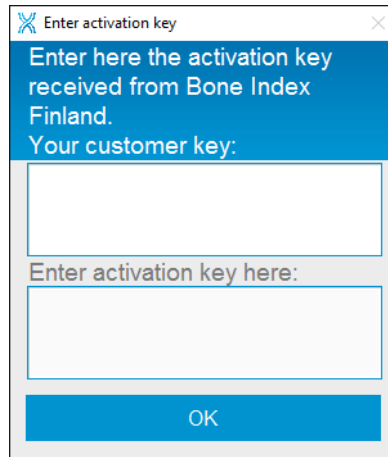 Enter activation key
Enter here the activation key
received from Bone Index
Finland.
Your customer key:
Enter activation key here:
OK